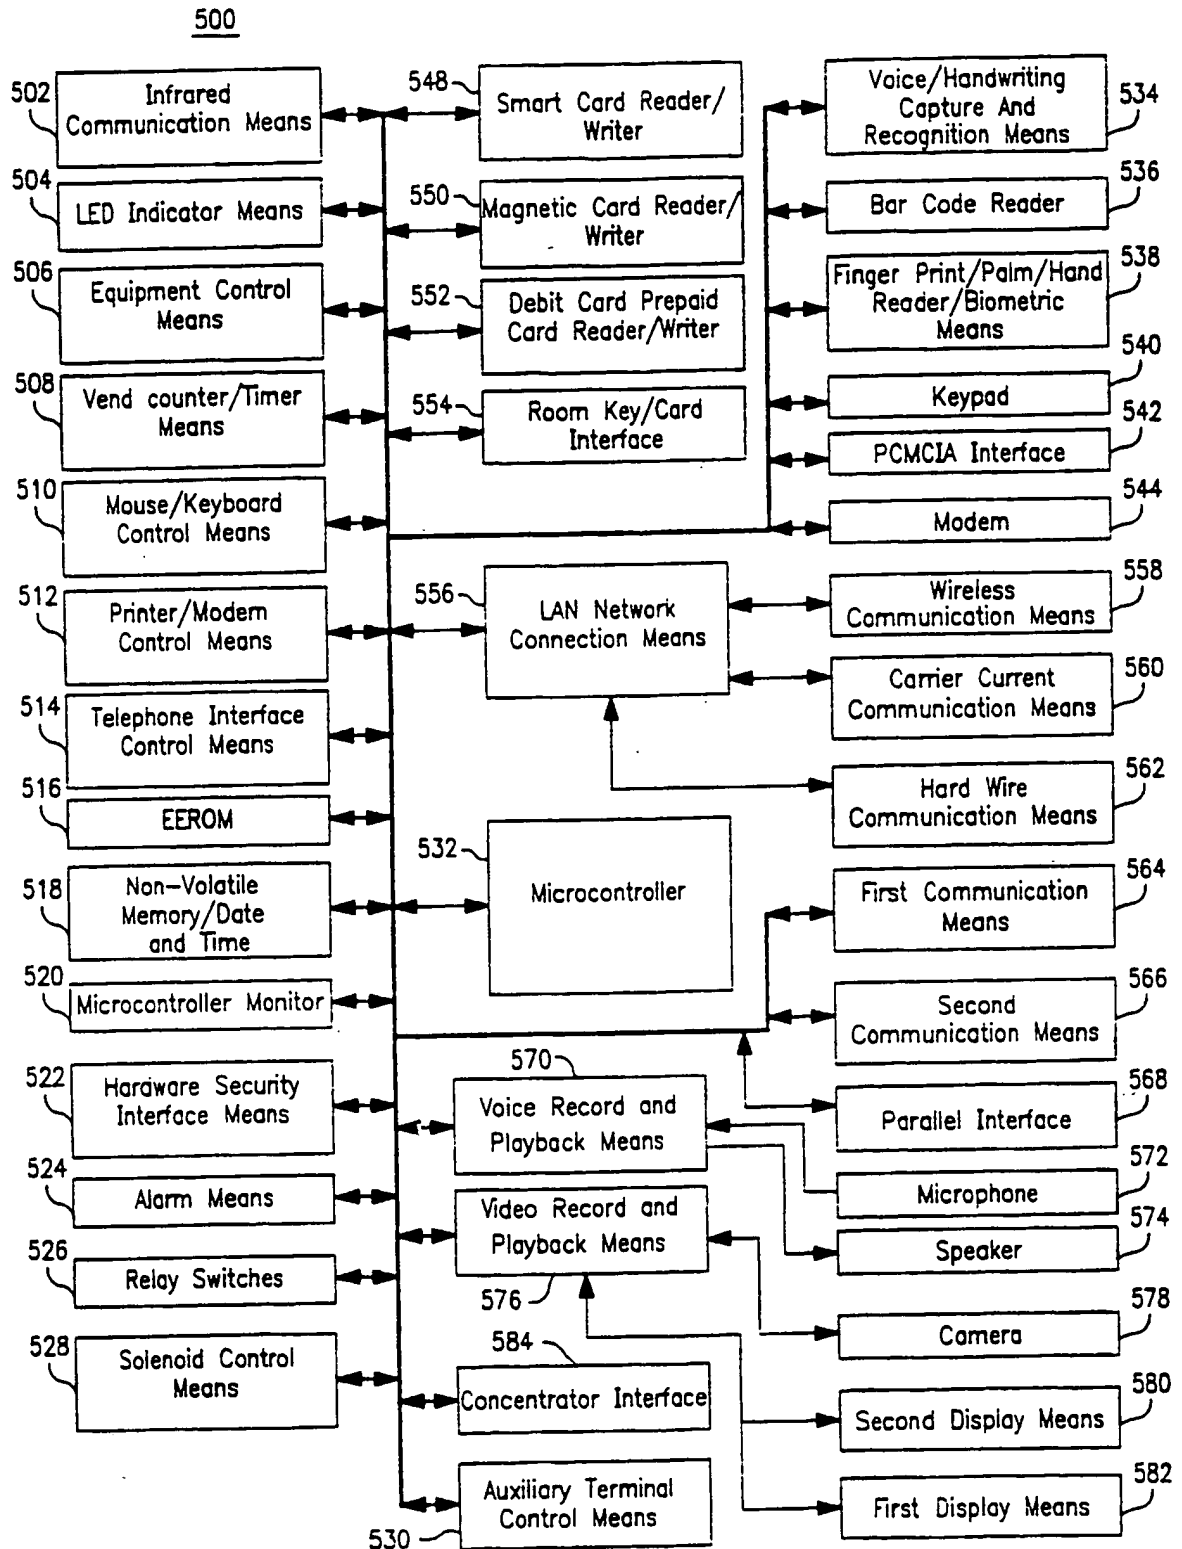 500
502
Infrared
Communication Means
504
LED Indicator Means
506
Equipment Control
Means
508
Vend counter/Timer
Means
510
Mouse/Keyboard
Control Means
512
Printer/Modem
Control Means
514
Telephone Interface
Control Means
516
EEROM
518
Non-Volatile
Memory/Date
and Time
520
Microcontroller Monitor
522
Hardware Security
Interface Means
524
Alarm Means
526
Relay Switches
528
Solenoid Control
Means
548
Smart Card Reader/
Writer
550
Magnetic Card Reader/
Writer
552
Debit Card Prepaid
Card Reader/Writer
554
Room Key/Card
Interface
556
LAN Network
Connection Means
532
Microcontroller
570
Voice Record and
Playback Means
Video Record and
Playback Means
576
584
Concentrator Interface
Auxiliary Terminal
Control Means
530
Voice/Handwriting
Capture And
Recognition Means
534
Bar Code Reader
536
Finger Print/Palm/Hand
Reader/Biometric
Means
538
Keypad
540
PCMCIA Interface
542
Modem
544
Wireless
Communication Means
558
Carrier Current
Communication Means
560
Hard Wire
Communication Means
562
First Communication
Means
564
Second
Communication Means
566
Parallel Interface
568
Microphone
572
Speaker
574
Camera
578
Second Display Means
580
First Display Means
582